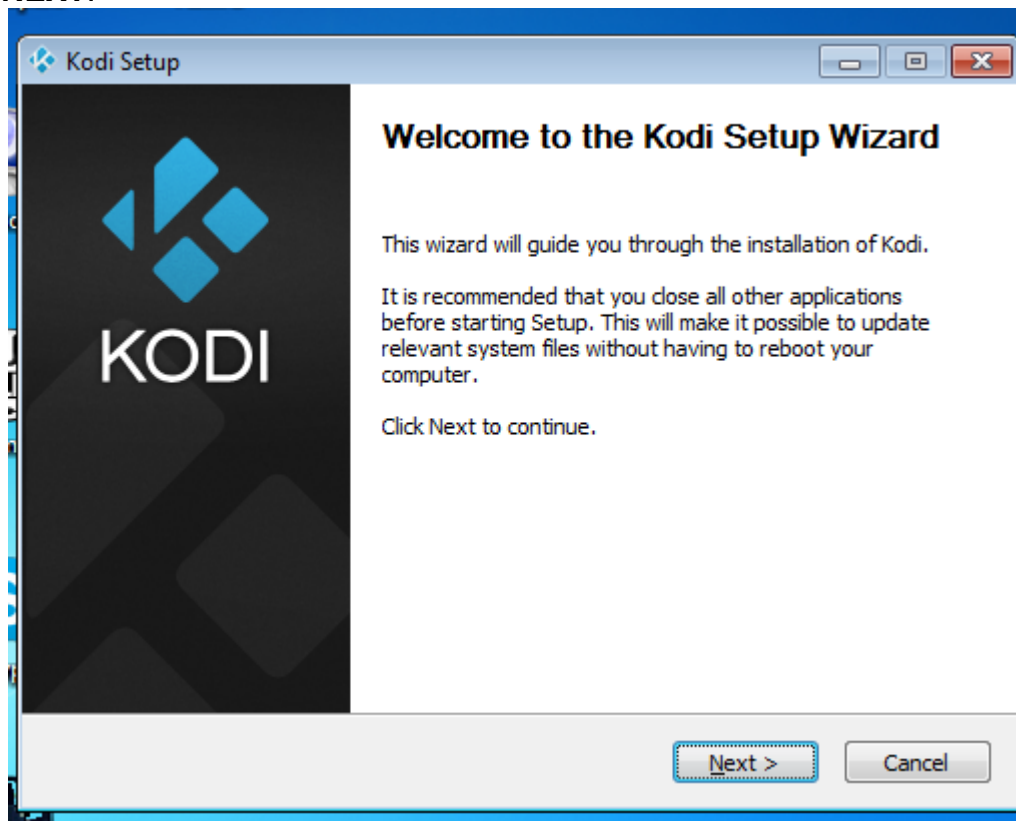 Kodi Setup
Welcome to the Kodi Setup Wizard
This wizard will guide you through the installation of Kodi.
It is recommended that you close all other applications
before starting Setup. This will make it possible to update
relevant system files without having to reboot your
computer.
Click Next to continue.
KODI
Next >
Cancel